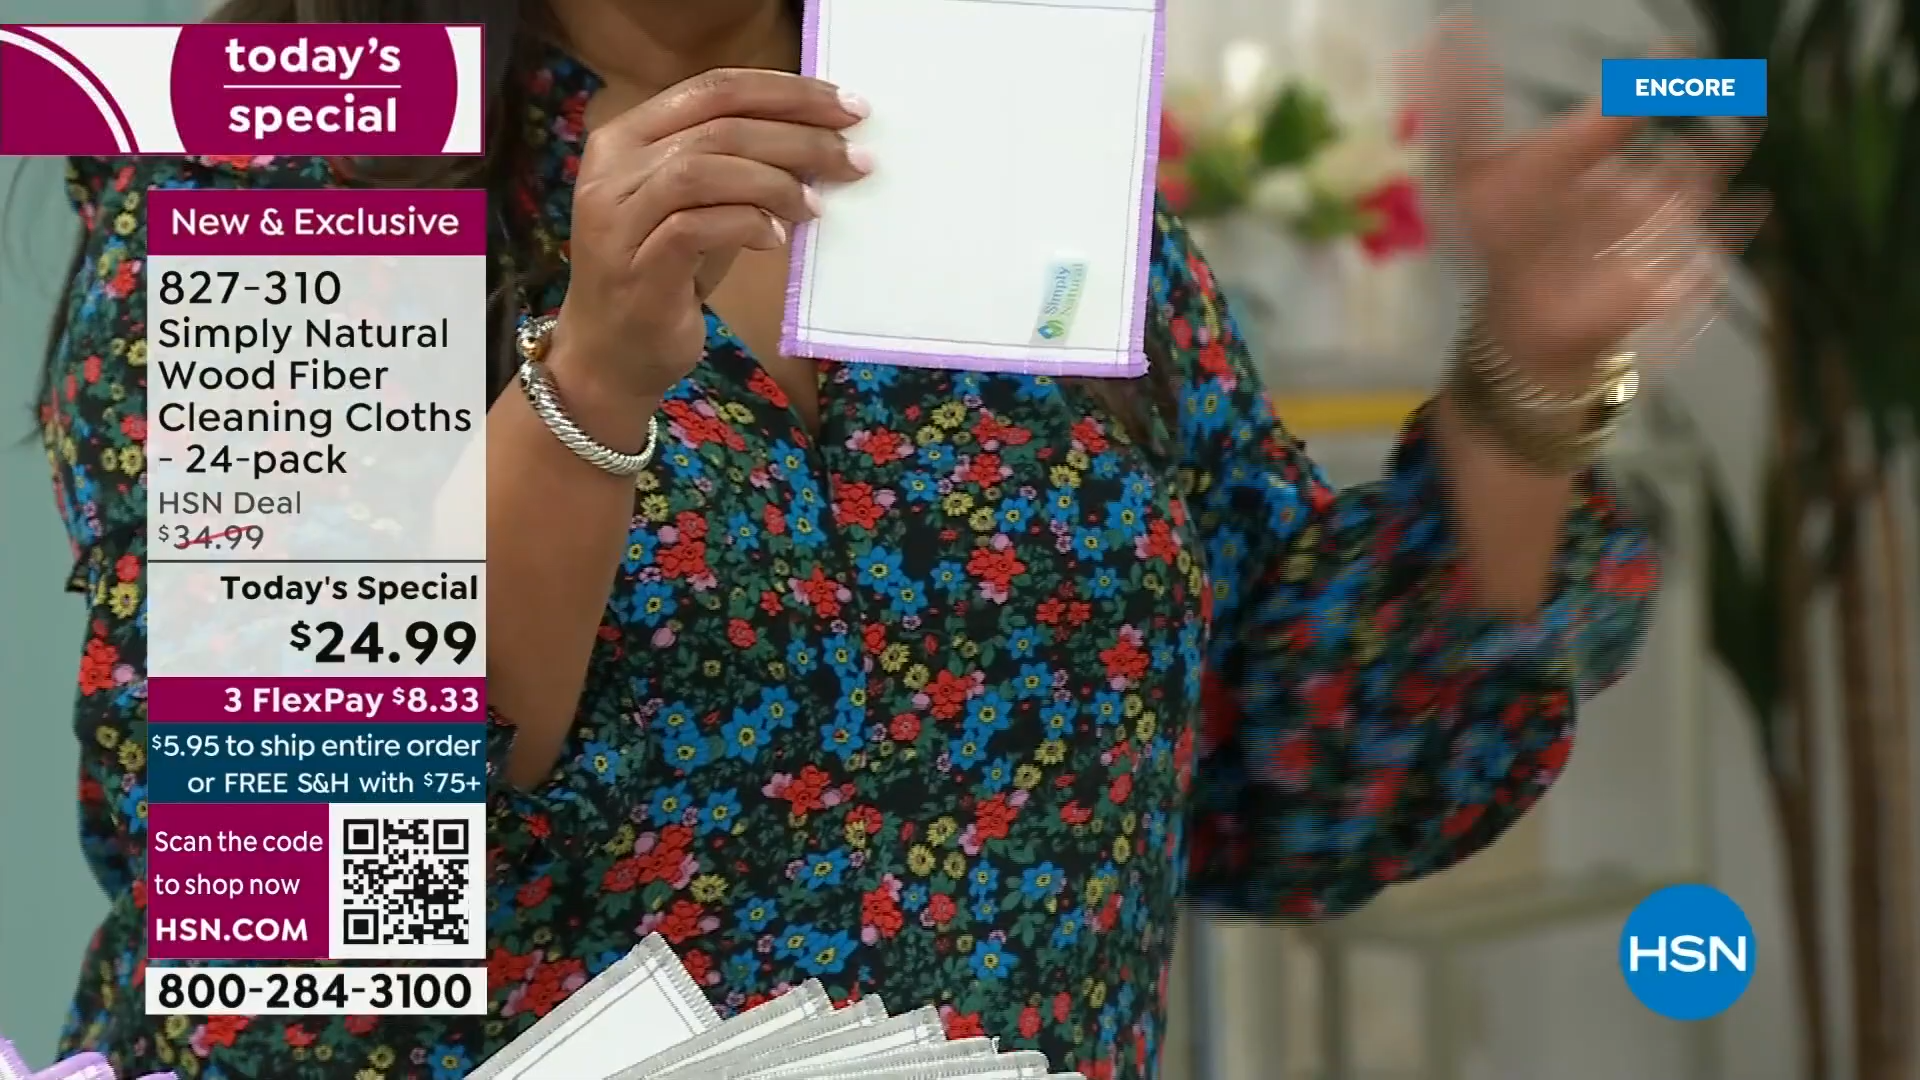 today's
special
ENCORE
New & Exclusive
827-310
Simply Natural
Wood Fiber
Cleaning Cloths
- 24-pack
HSN Deal
$34.99
Today's Special
$24.99
3 FlexPay $8.33
$5.95 to ship entire order
or FREE S&H with $75+
Scan the code
to shop now
HSN.COM
800-284-3100
Simply
Natural
HSN